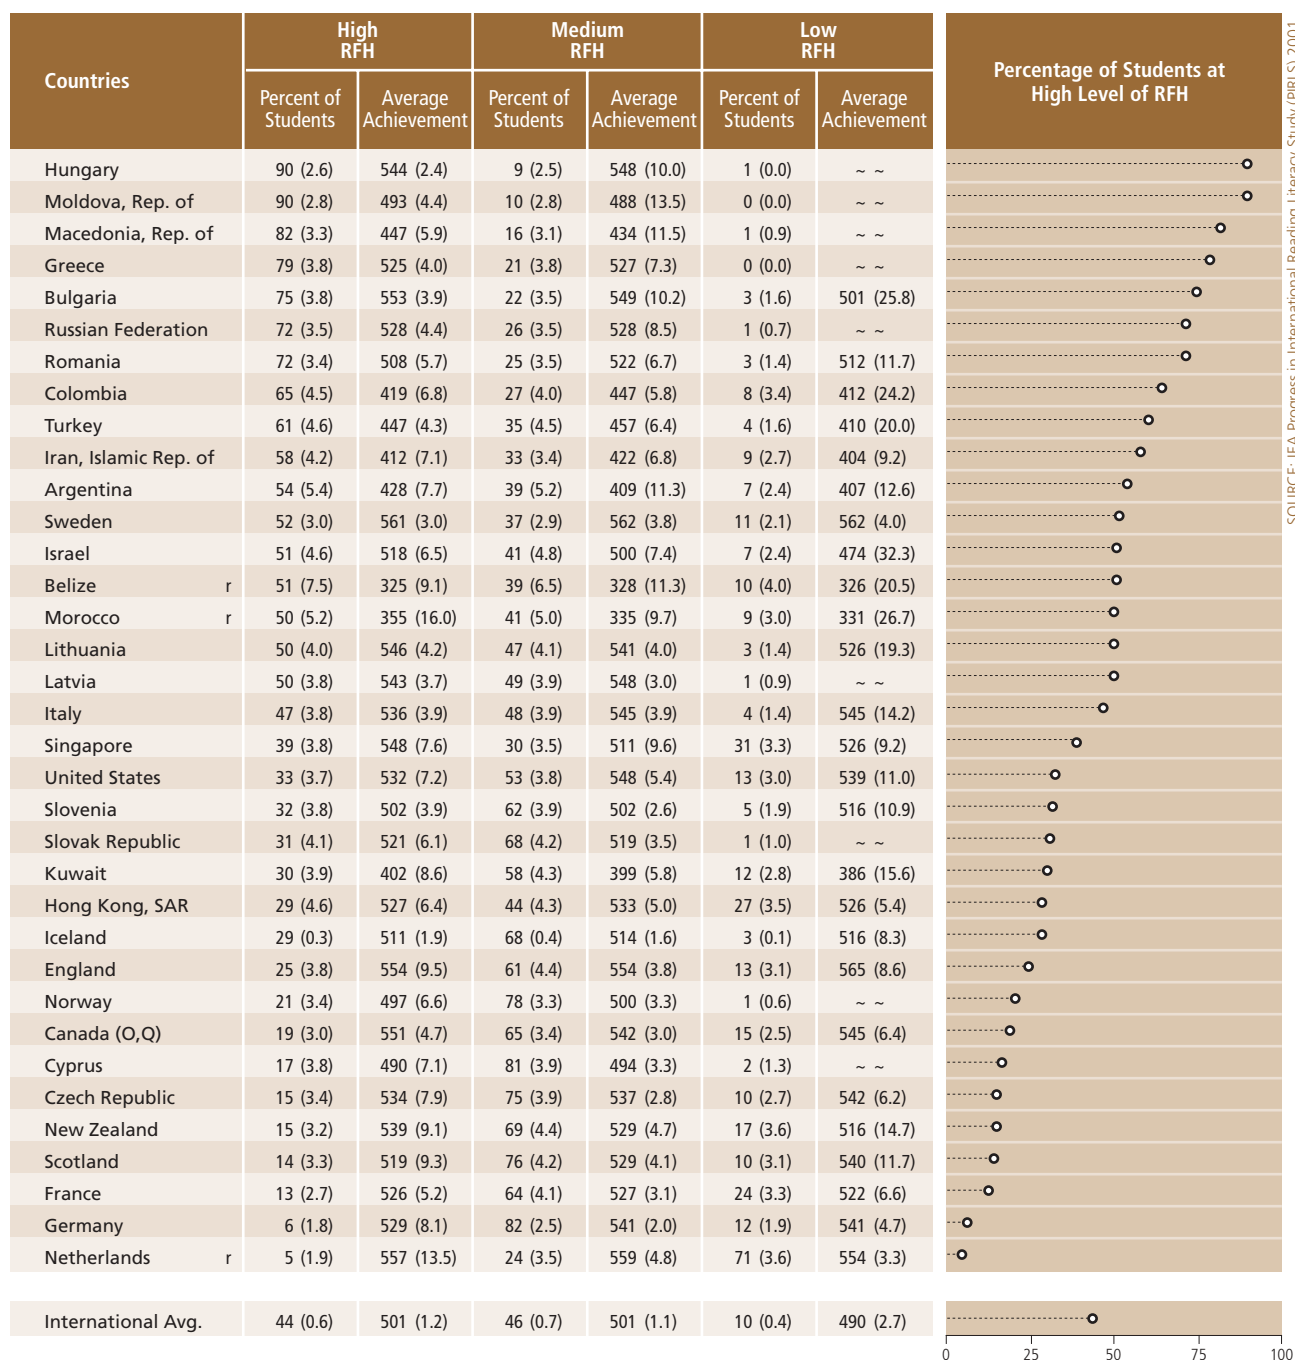 Countries
High
RFH
Medium
RFH
Low
RFH
Percent of
Students
Average
Achievement
Percent of
Students
Average
Achievement
Percent of
Students
Average
Achievement
Percentage of Students at
High Level of RFH
Hungary 90 (2.6) 544 (2.4) 9 (2.5) 548 (10.0) 1 (0.0) ~ ~
Moldova, Rep. of 90 (2.8) 493 (4.4) 10 (2.8) 488 (13.5) 0 (0.0) ~ ~
Macedonia, Rep. of 82 (3.3) 447 (5.9) 16 (3.1) 434 (11.5) 1 (0.9) ~ ~
Greece 79 (3.8) 525 (4.0) 21 (3.8) 527 (7.3) 0 (0.0) ~ ~
Bulgaria 75 (3.8) 553 (3.9) 22 (3.5) 549 (10.2) 3 (1.6) 501 (25.8)
Russian Federation 72 (3.5) 528 (4.4) 26 (3.5) 528 (8.5) 1 (0.7) ~ ~
Romania 72 (3.4) 508 (5.7) 25 (3.5) 522 (6.7) 3 (1.4) 512 (11.7)
Colombia 65 (4.5) 419 (6.8) 27 (4.0) 447 (5.8) 8 (3.4) 412 (24.2)
Turkey 61 (4.6) 447 (4.3) 35 (4.5) 457 (6.4) 4 (1.6) 410 (20.0)
Iran, Islamic Rep. of 58 (4.2) 412 (7.1) 33 (3.4) 422 (6.8) 9 (2.7) 404 (9.2)
Argentina 54 (5.4) 428 (7.7) 39 (5.2) 409 (11.3) 7 (2.4) 407 (12.6)
Sweden 52 (3.0) 561 (3.0) 37 (2.9) 562 (3.8) 11 (2.1) 562 (4.0)
Israel 51 (4.6) 518 (6.5) 41 (4.8) 500 (7.4) 7 (2.4) 474 (32.3)
Belize r 51 (7.5) 325 (9.1) 39 (6.5) 328 (11.3) 10 (4.0) 326 (20.5)
Morocco r 50 (5.2) 355 (16.0) 41 (5.0) 335 (9.7) 9 (3.0) 331 (26.7)
Lithuania 50 (4.0) 546 (4.2) 47 (4.1) 541 (4.0) 3 (1.4) 526 (19.3)
Latvia 50 (3.8) 543 (3.7) 49 (3.9) 548 (3.0) 1 (0.9) ~ ~
Italy 47 (3.8) 536 (3.9) 48 (3.9) 545 (3.9) 4 (1.4) 545 (14.2)
Singapore 39 (3.8) 548 (7.6) 30 (3.5) 511 (9.6) 31 (3.3) 526 (9.2)
United States 33 (3.7) 532 (7.2) 53 (3.8) 548 (5.4) 13 (3.0) 539 (11.0)
Slovenia 32 (3.8) 502 (3.9) 62 (3.9) 502 (2.6) 5 (1.9) 516 (10.9)
Slovak Republic 31 (4.1) 521 (6.1) 68 (4.2) 519 (3.5) 1 (1.0) ~ ~
Kuwait 30 (3.9) 402 (8.6) 58 (4.3) 399 (5.8) 12 (2.8) 386 (15.6)
Hong Kong, SAR 29 (4.6) 527 (6.4) 44 (4.3) 533 (5.0) 27 (3.5) 526 (5.4)
Iceland 29 (0.3) 511 (1.9) 68 (0.4) 514 (1.6) 3 (0.1) 516 (8.3)
England 25 (3.8) 554 (9.5) 61 (4.4) 554 (3.8) 13 (3.1) 565 (8.6)
Norway 21 (3.4) 497 (6.6) 78 (3.3) 500 (3.3) 1 (0.6) ~ ~
Canada (O,Q) 19 (3.0) 551 (4.7) 65 (3.4) 542 (3.0) 15 (2.5) 545 (6.4)
Cyprus 17 (3.8) 490 (7.1) 81 (3.9) 494 (3.3) 2 (1.3) ~ ~
Czech Republic 15 (3.4) 534 (7.9) 75 (3.9) 537 (2.8) 10 (2.7) 542 (6.2)
New Zealand 15 (3.2) 539 (9.1) 69 (4.4) 529 (4.7) 17 (3.6) 516 (14.7)
Scotland 14 (3.3) 519 (9.3) 76 (4.2) 529 (4.1) 10 (3.1) 540 (11.7)
France 13 (2.7) 526 (5.2) 64 (4.1) 527 (3.1) 24 (3.3) 522 (6.6)
Germany 6 (1.8) 529 (8.1) 82 (2.5) 541 (2.0) 12 (1.9) 541 (4.7)
Netherlands r 5 (1.9) 557 (13.5) 24 (3.5) 559 (4.8) 71 (3.6) 554 (3.3)
International Avg. 44 (0.6) 501 (1.2) 46 (0.7) 501 (1.1) 10 (0.4) 490 (2.7)
0 25 50 75 100
SOURCE: IEA Progress in International Reading Literacy Study (PIRLS) 2001